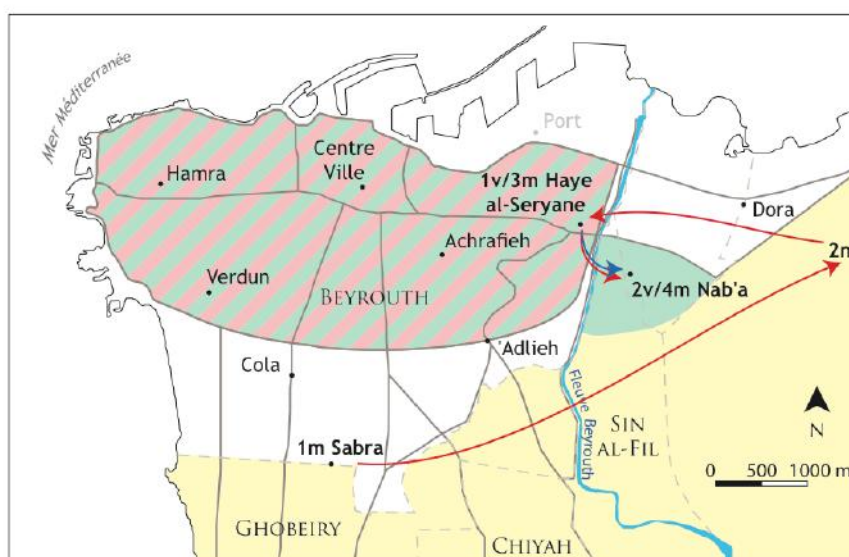 Mer Méditerranée
Port
Hamra
Centre
Ville
1v/3m Haye
al-Seryane
Dora
Achrafieh
2m
Verdun
BEYROUTH
2v/4m Nab'a
'Adlieh
Cola
Fleuve Beyrouth
SIN
AL-FIL
N
1m Sabra
0 500 1000 m
GHOBEIRY
CHIYAH